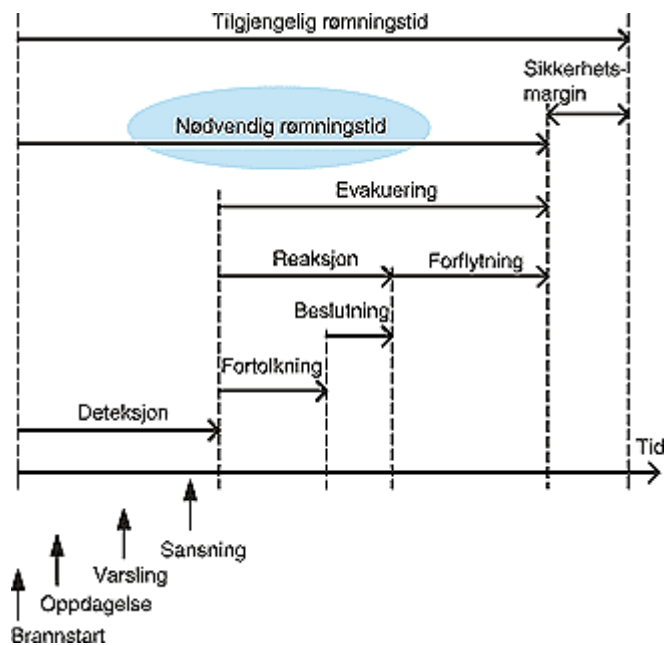 Tilgjengelig rømningstid
Sikkerhets-
margin
Nødvendig rømningstid
Evakuering
Reaksjon
Forflytning
Beslutning
Fortolkning
Deteksjon
Tid
Sansning
Varsling
Oppdagelse
Brannstart